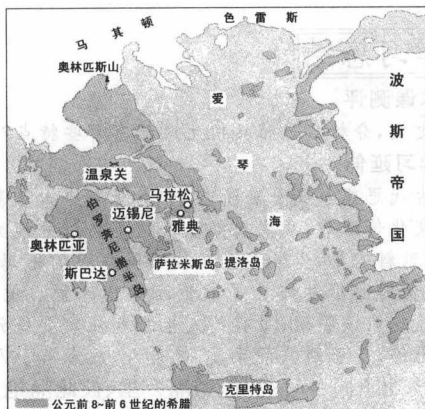 马其顿
色雷斯
奥林匹斯山
爱琴海
波斯帝国
温泉关
马拉松
迈锡尼
雅典
奥林匹亚
伯罗奔尼撒半岛
斯巴达
萨拉米斯岛
提洛岛
克里特岛
公元前8~前6世纪的希腊